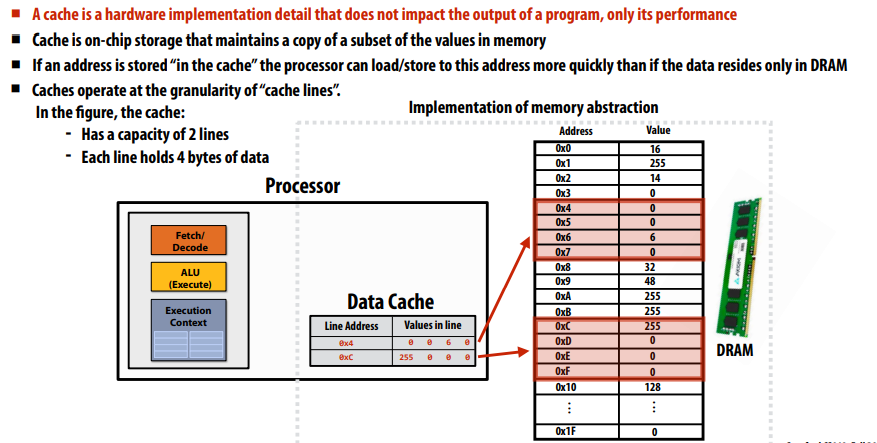 A cache is a hardware implementation detail that does not impact the output of a program, only its performance
Cache is on-chip storage that maintains a copy of a subset of the values in memory
If an address is stored “in the cache” the processor can load/store to this address more quickly than if the data resides only in DRAM
Caches operate at the granularity of “cache lines”.
In the figure, the cache:
- Has a capacity of 2 lines
- Each line holds 4 bytes of data
Implementation of memory abstraction
Processor
Fetch/
Decode
ALU
(Execute)
Execution
Context
Data Cache
Line Address Values in line
0x4 0 0 6 0
0xC 255 0 0 0
Address Value
0x0 16
0x1 255
0x2 14
0x3 0
0x4 0
0x5 0
0x6 6
0x7 0
0x8 32
0x9 48
0xA 255
0xB 255
0xC 255
0xD 0
0xE 0
0xF 0
0x10 128
⋮ ⋮
0x1F 0
DRAM